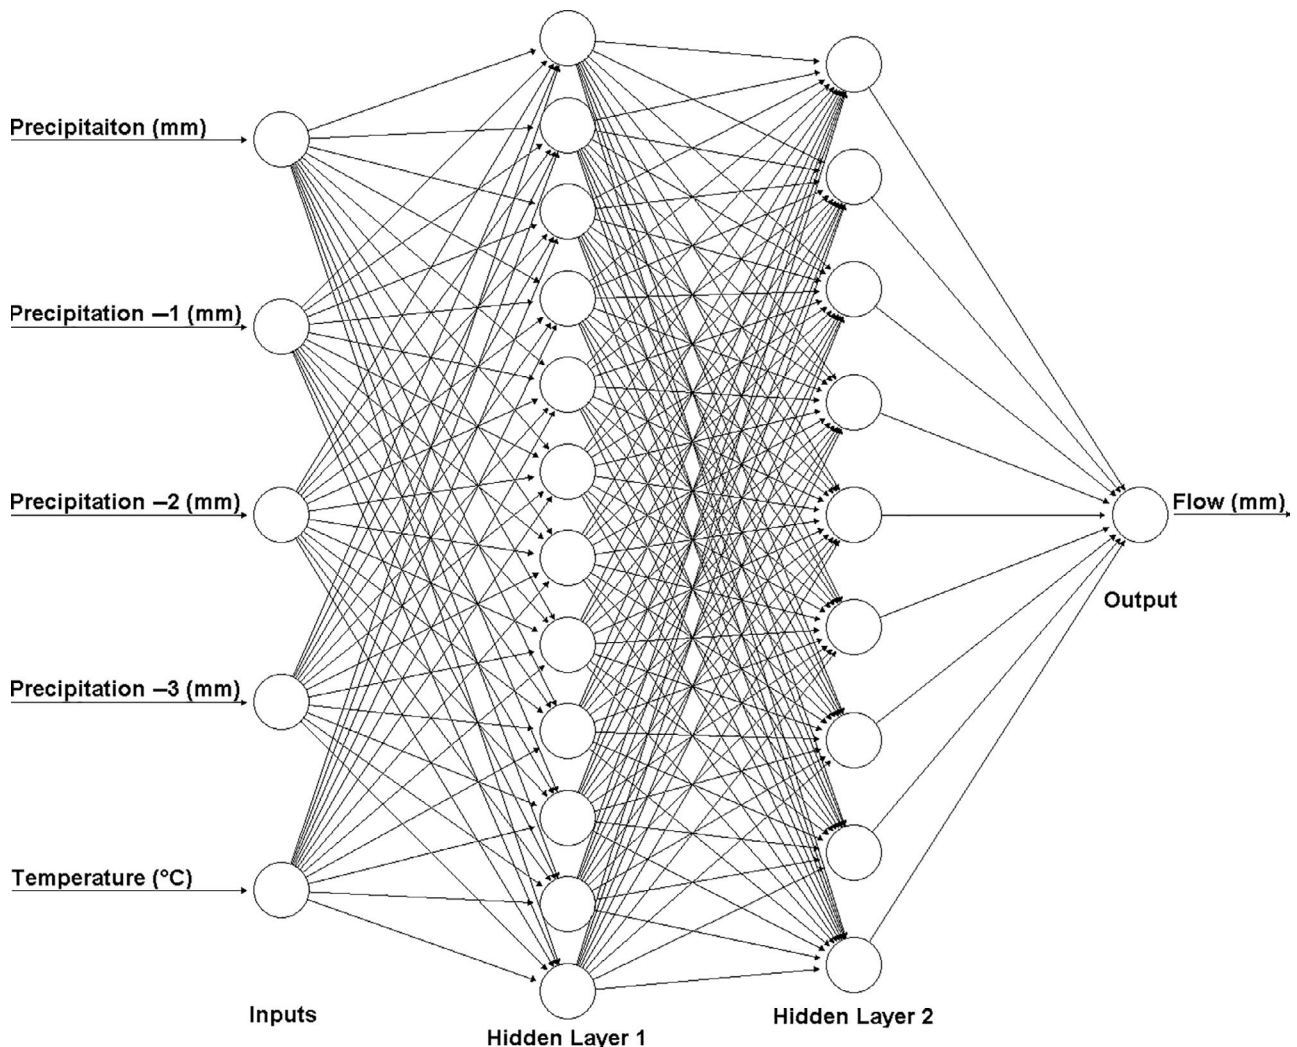 Precipitaiton (mm)
Precipitation –1 (mm)
Precipitation –2 (mm)
Precipitation –3 (mm)
Temperature (°C)
Inputs
Hidden Layer 1
Hidden Layer 2
Flow (mm)
Output